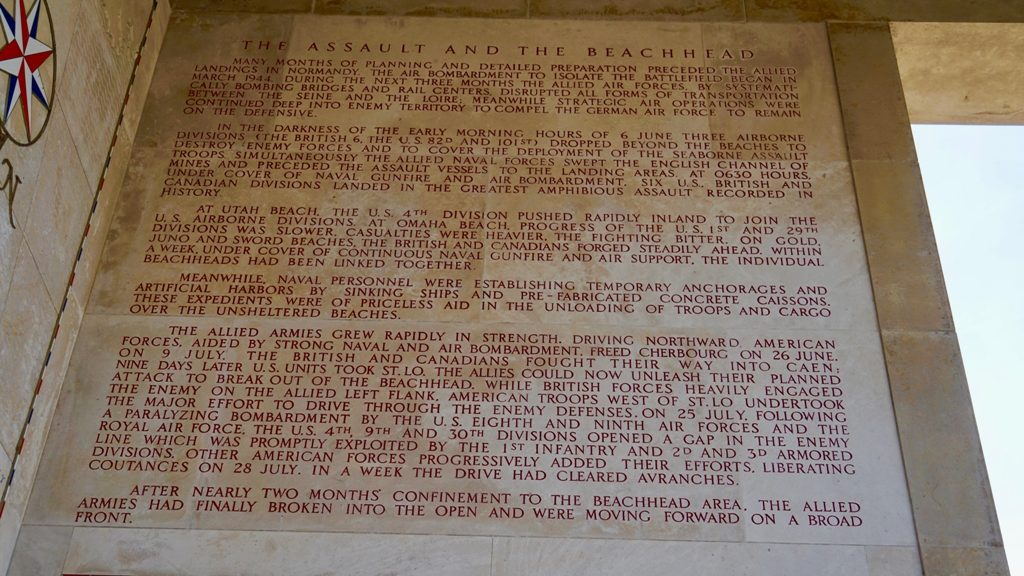 THE ASSAULT AND THE BEACHHEAD
MANY MONTHS OF PLANNING AND DETAILED PREPARATION PRECEDED THE ALLIED
LANDINGS IN NORMANDY. THE AIR BOMBARDMENT TO ISOLATE THE BATTLEFIELD BEGAN IN
MARCH 1944. DURING THE NEXT THREE MONTHS THE ALLIED AIR FORCES, BY SYSTEMATI-
CALLY BOMBING BRIDGES AND RAIL CENTERS, DISRUPTED ALL FORMS OF TRANSPORTATION
BETWEEN THE SEINE AND THE LOIRE; MEANWHILE STRATEGIC AIR OPERATIONS WERE
CONTINUED DEEP INTO ENEMY TERRITORY TO COMPEL THE GERMAN AIR FORCE TO REMAIN
ON THE DEFENSIVE.
IN THE DARKNESS OF THE EARLY MORNING HOURS OF 6 JUNE THREE AIRBORNE
DIVISIONS (THE BRITISH 6, THE U.S. 82D AND 101ST) DROPPED BEYOND THE BEACHES TO
DESTROY ENEMY FORCES AND TO COVER THE DEPLOYMENT OF THE SEABORNE ASSAULT
TROOPS. SIMULTANEOUSLY THE ALLIED NAVAL FORCES SWEPT THE ENGLISH CHANNEL OF
MINES AND PRECEDED THE ASSAULT VESSELS TO THE LANDING AREAS. AT 0630 HOURS,
UNDER COVER OF NAVAL GUNFIRE AND AIR BOMBARDMENT, SIX U.S., BRITISH AND
CANADIAN DIVISIONS LANDED IN THE GREATEST AMPHIBIOUS ASSAULT RECORDED IN
HISTORY.
AT UTAH BEACH, THE U.S. 4TH DIVISION PUSHED RAPIDLY INLAND TO JOIN THE
U.S. AIRBORNE DIVISIONS. AT OMAHA BEACH, PROGRESS OF THE U.S. 1ST AND 29TH
DIVISIONS WAS SLOWER, CASUALTIES WERE HEAVIER, THE FIGHTING BITTER. ON GOLD,
JUNO AND SWORD BEACHES, THE BRITISH AND CANADIANS FORGED STEADILY AHEAD. WITHIN
A WEEK, UNDER COVER OF CONTINUOUS NAVAL GUNFIRE AND AIR SUPPORT, THE INDIVIDUAL
BEACHHEADS HAD BEEN LINKED TOGETHER.
MEANWHILE, NAVAL PERSONNEL WERE ESTABLISHING TEMPORARY ANCHORAGES AND
ARTIFICIAL HARBORS BY SINKING SHIPS AND PRE-FABRICATED CONCRETE CAISSONS.
THESE EXPEDIENTS WERE OF PRICELESS AID IN THE UNLOADING OF TROOPS AND CARGO
OVER THE UNSHELTERED BEACHES.
THE ALLIED ARMIES GREW RAPIDLY IN STRENGTH. DRIVING NORTHWARD AMERICAN
FORCES, AIDED BY STRONG NAVAL AND AIR BOMBARDMENT, FREED CHERBOURG ON 26 JUNE.
ON 9 JULY, THE BRITISH AND CANADIANS FOUGHT THEIR WAY INTO CAEN;
NINE DAYS LATER U.S. UNITS TOOK ST. LO. THE ALLIES COULD NOW UNLEASH THEIR PLANNED
ATTACK TO BREAK OUT OF THE BEACHHEAD. WHILE BRITISH FORCES HEAVILY ENGAGED
THE ENEMY ON THE ALLIED LEFT FLANK, AMERICAN TROOPS WEST OF ST. LO UNDERTOOK
THE MAJOR EFFORT TO DRIVE THROUGH THE ENEMY DEFENSES. ON 25 JULY, FOLLOWING
A PARALYZING BOMBARDMENT BY THE U.S. EIGHTH AND NINTH AIR FORCES AND THE
ROYAL AIR FORCE, THE U.S. 4TH, 9TH AND 30TH DIVISIONS OPENED A GAP IN THE ENEMY
LINE WHICH WAS PROMPTLY EXPLOITED BY THE 1ST INFANTRY AND 2D AND 3D ARMORED
DIVISIONS. OTHER AMERICAN FORCES PROGRESSIVELY ADDED THEIR EFFORTS, LIBERATING
COUTANCES ON 28 JULY. IN A WEEK THE DRIVE HAD CLEARED AVRANCHES.
AFTER NEARLY TWO MONTHS' CONFINEMENT TO THE BEACHHEAD AREA, THE ALLIED
ARMIES HAD FINALLY BROKEN INTO THE OPEN AND WERE MOVING FORWARD ON A BROAD
FRONT.
N